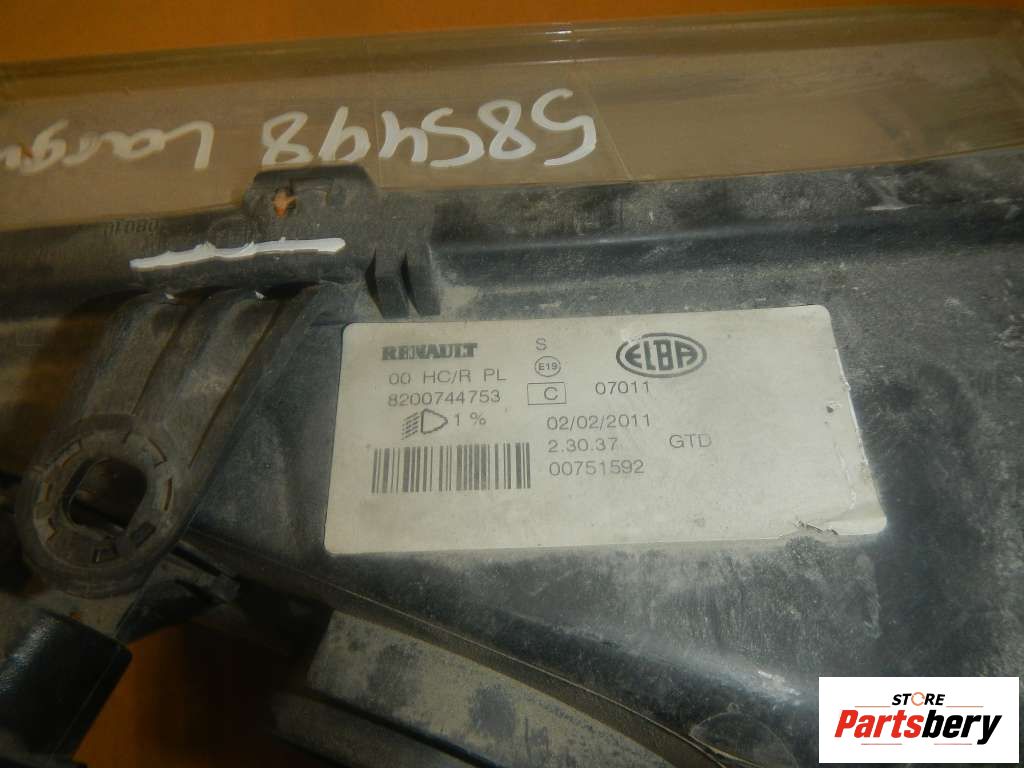 585498 Largu
RENAULT S ELBA
E19
00 HC/R PL C 07011
8200744753
1 % 02/02/2011
2.30.37 GTD
00751592
STORE
Partsbery